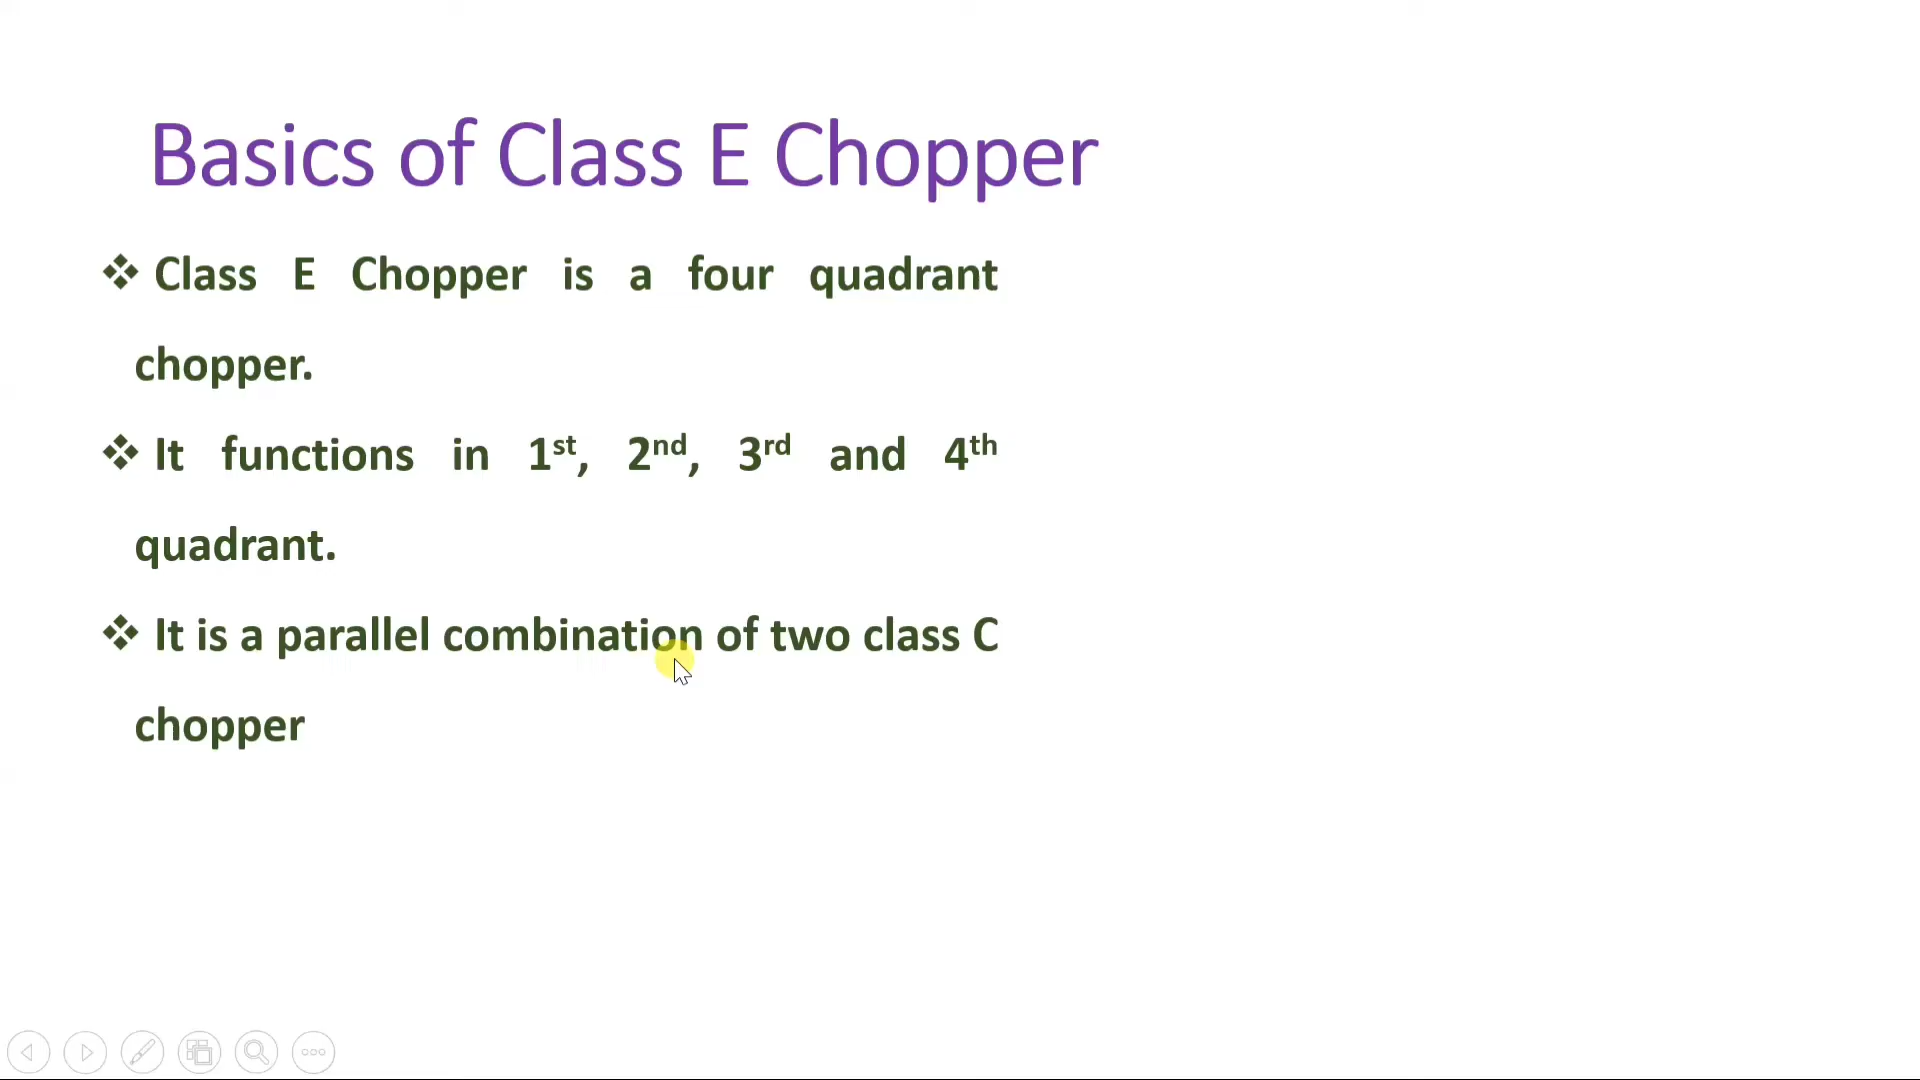 Basics of Class E Chopper
❖ Class E Chopper is a four quadrant
chopper.
❖ It functions in 1st, 2nd, 3rd and 4th
quadrant.
❖ It is a parallel combination of two class C
chopper